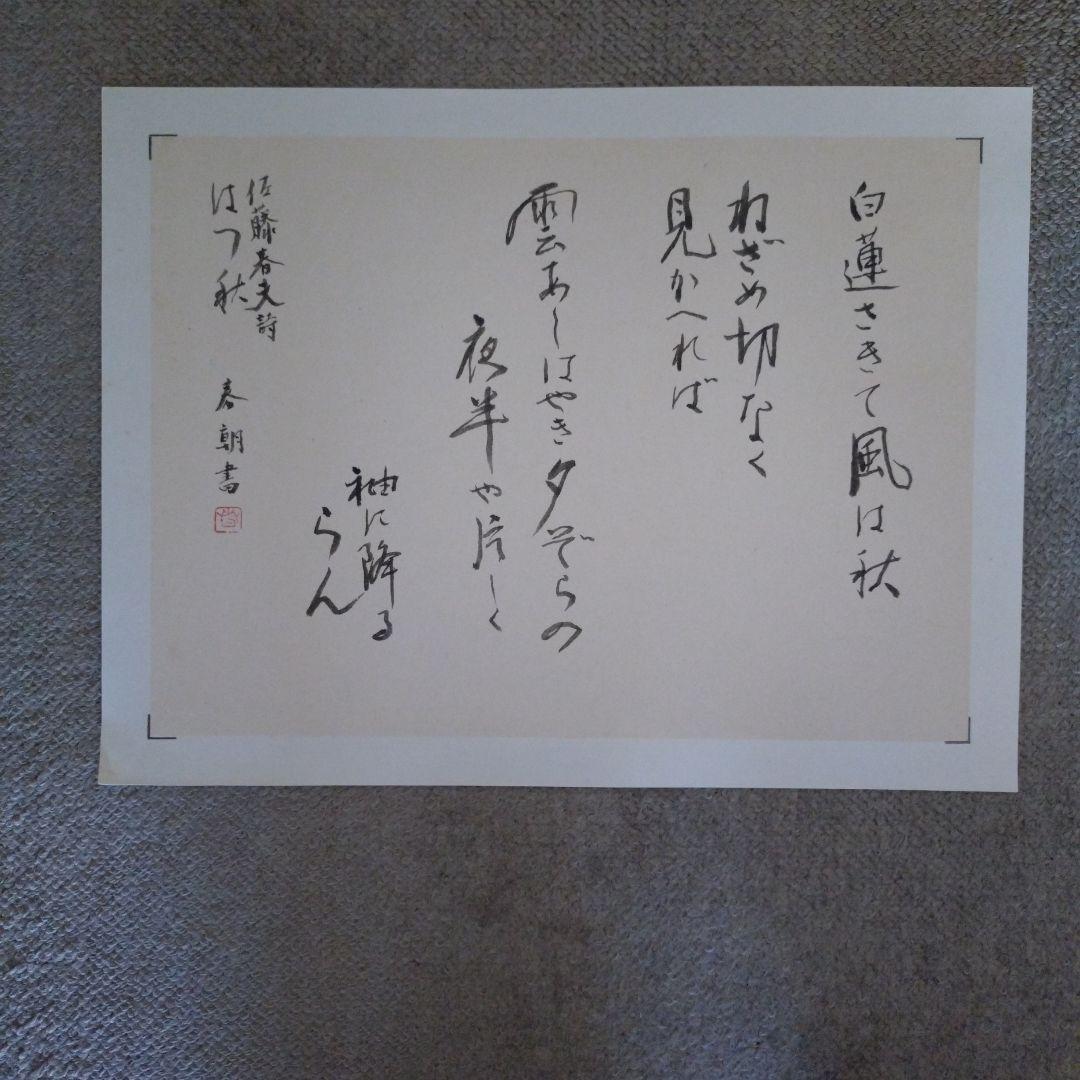 白蓮さきて風は秋
ねざめ切なく
見かへれば
雲あしはやき夕ぞらの
夜半や片しく
袖に降る
らん
佐藤春夫詩
はつ秋
春朝書